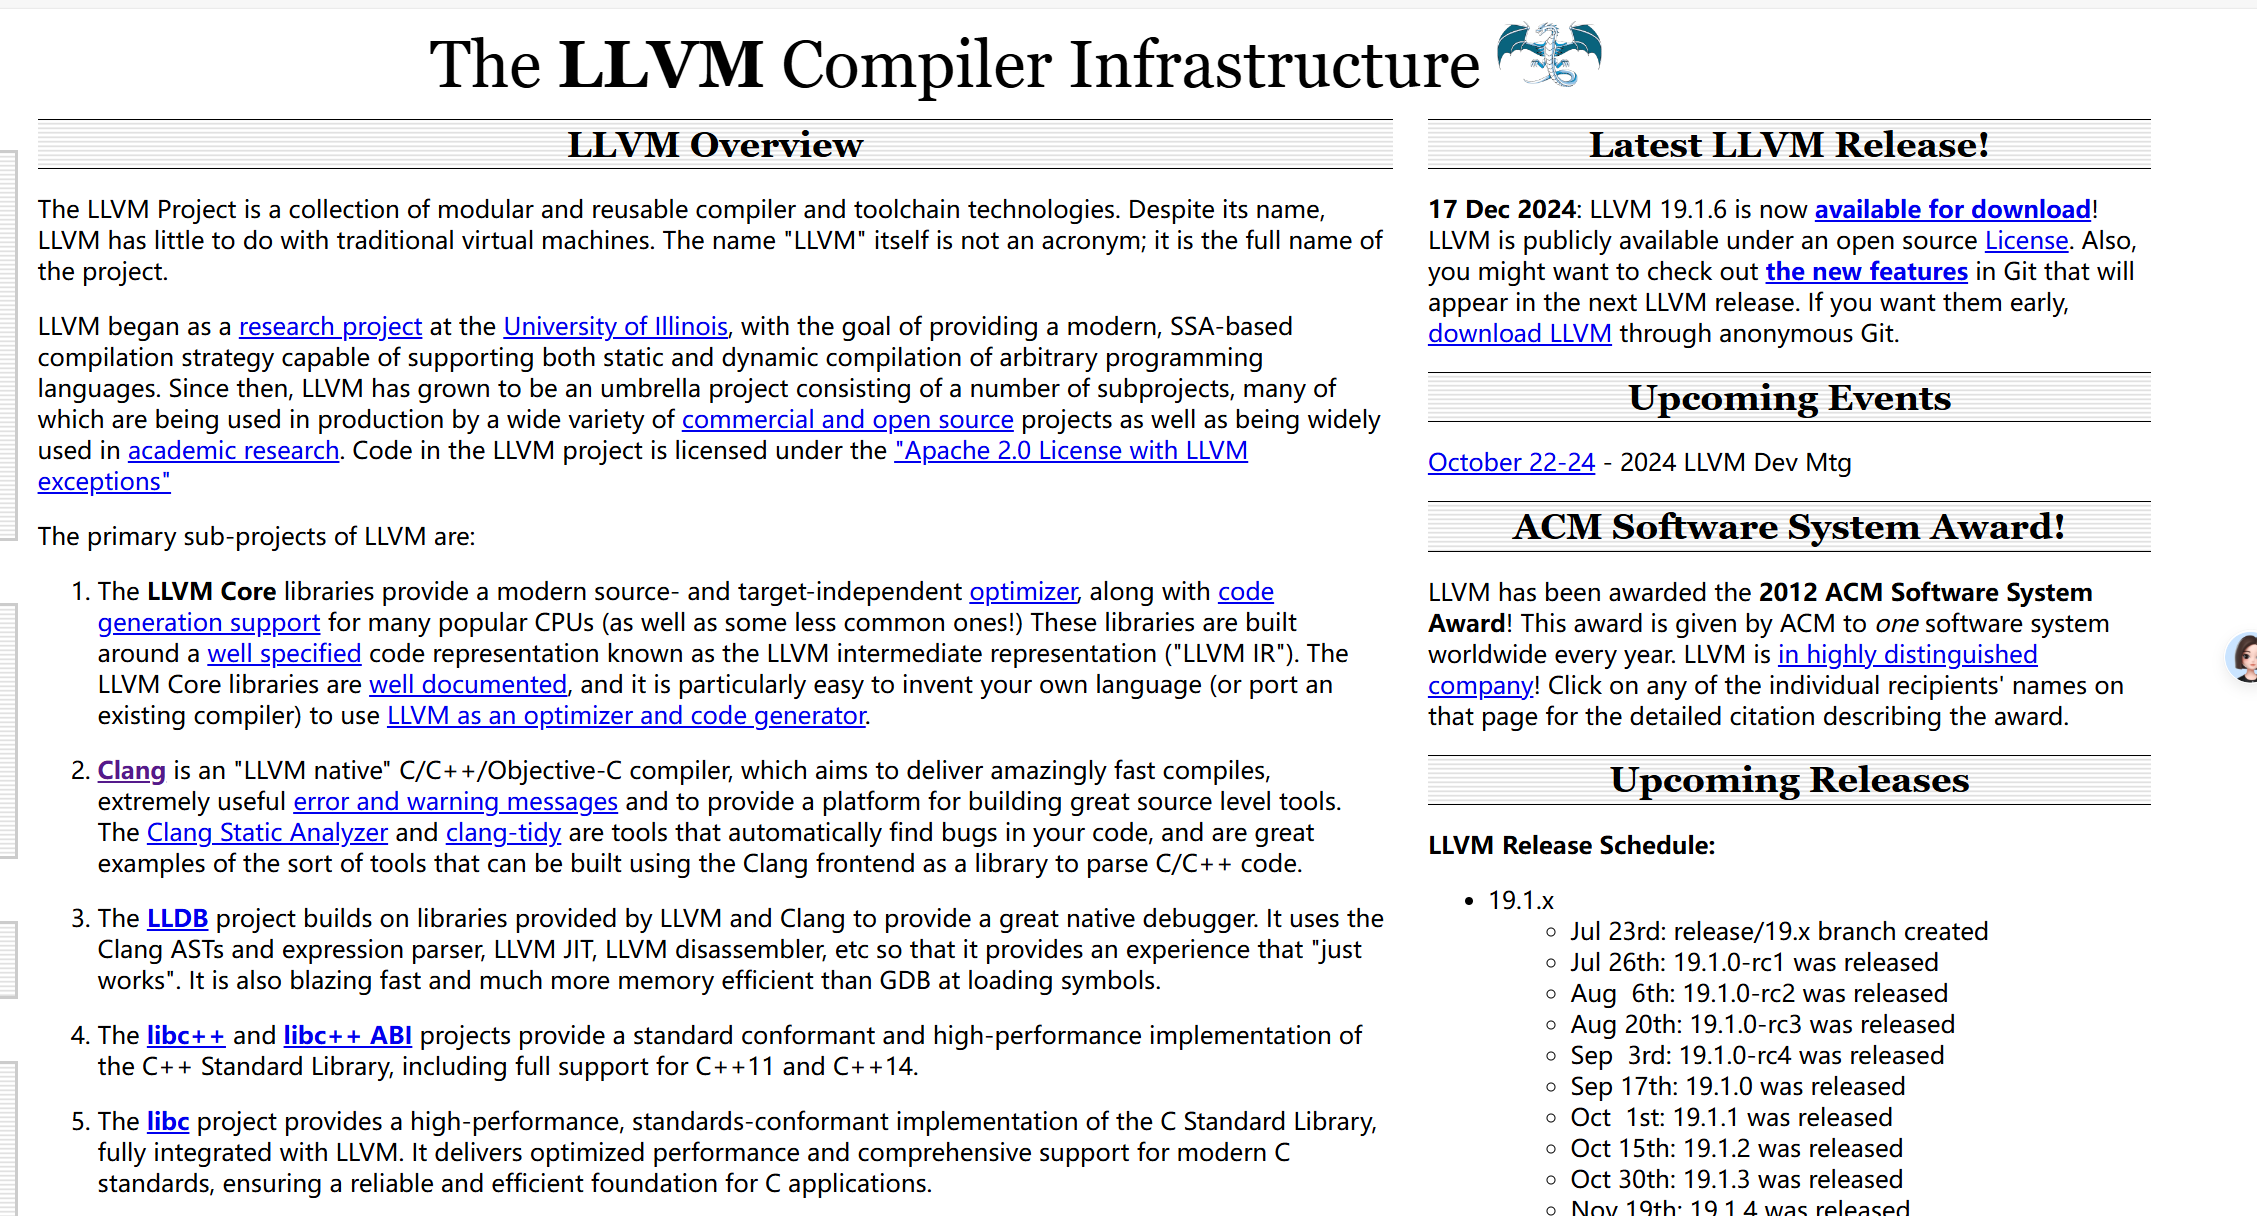 The LLVM Compiler Infrastructure
LLVM Overview
The LLVM Project is a collection of modular and reusable compiler and toolchain technologies. Despite its name,
LLVM has little to do with traditional virtual machines. The name "LLVM" itself is not an acronym; it is the full name of
the project.
LLVM began as a research project at the University of Illinois, with the goal of providing a modern, SSA-based
compilation strategy capable of supporting both static and dynamic compilation of arbitrary programming
languages. Since then, LLVM has grown to be an umbrella project consisting of a number of subprojects, many of
which are being used in production by a wide variety of commercial and open source projects as well as being widely
used in academic research. Code in the LLVM project is licensed under the "Apache 2.0 License with LLVM
exceptions"
The primary sub-projects of LLVM are:
1. The LLVM Core libraries provide a modern source- and target-independent optimizer, along with code
generation support for many popular CPUs (as well as some less common ones!) These libraries are built
around a well specified code representation known as the LLVM intermediate representation ("LLVM IR"). The
LLVM Core libraries are well documented, and it is particularly easy to invent your own language (or port an
existing compiler) to use LLVM as an optimizer and code generator.
2. Clang is an "LLVM native" C/C++/Objective-C compiler, which aims to deliver amazingly fast compiles,
extremely useful error and warning messages and to provide a platform for building great source level tools.
The Clang Static Analyzer and clang-tidy are tools that automatically find bugs in your code, and are great
examples of the sort of tools that can be built using the Clang frontend as a library to parse C/C++ code.
3. The LLDB project builds on libraries provided by LLVM and Clang to provide a great native debugger. It uses the
Clang ASTs and expression parser, LLVM JIT, LLVM disassembler, etc so that it provides an experience that "just
works". It is also blazing fast and much more memory efficient than GDB at loading symbols.
4. The libc++ and libc++ ABI projects provide a standard conformant and high-performance implementation of
the C++ Standard Library, including full support for C++11 and C++14.
5. The libc project provides a high-performance, standards-conformant implementation of the C Standard Library,
fully integrated with LLVM. It delivers optimized performance and comprehensive support for modern C
standards, ensuring a reliable and efficient foundation for C applications.
Latest LLVM Release!
17 Dec 2024: LLVM 19.1.6 is now available for download!
LLVM is publicly available under an open source License. Also,
you might want to check out the new features in Git that will
appear in the next LLVM release. If you want them early,
download LLVM through anonymous Git.
Upcoming Events
October 22-24 - 2024 LLVM Dev Mtg
ACM Software System Award!
LLVM has been awarded the 2012 ACM Software System
Award! This award is given by ACM to one software system
worldwide every year. LLVM is in highly distinguished
company! Click on any of the individual recipients' names on
that page for the detailed citation describing the award.
Upcoming Releases
LLVM Release Schedule:
• 19.1.x
◦ Jul 23rd: release/19.x branch created
◦ Jul 26th: 19.1.0-rc1 was released
◦ Aug 6th: 19.1.0-rc2 was released
◦ Aug 20th: 19.1.0-rc3 was released
◦ Sep 3rd: 19.1.0-rc4 was released
◦ Sep 17th: 19.1.0 was released
◦ Oct 1st: 19.1.1 was released
◦ Oct 15th: 19.1.2 was released
◦ Oct 30th: 19.1.3 was released
◦ Nov 19th: 19.1.4 was released